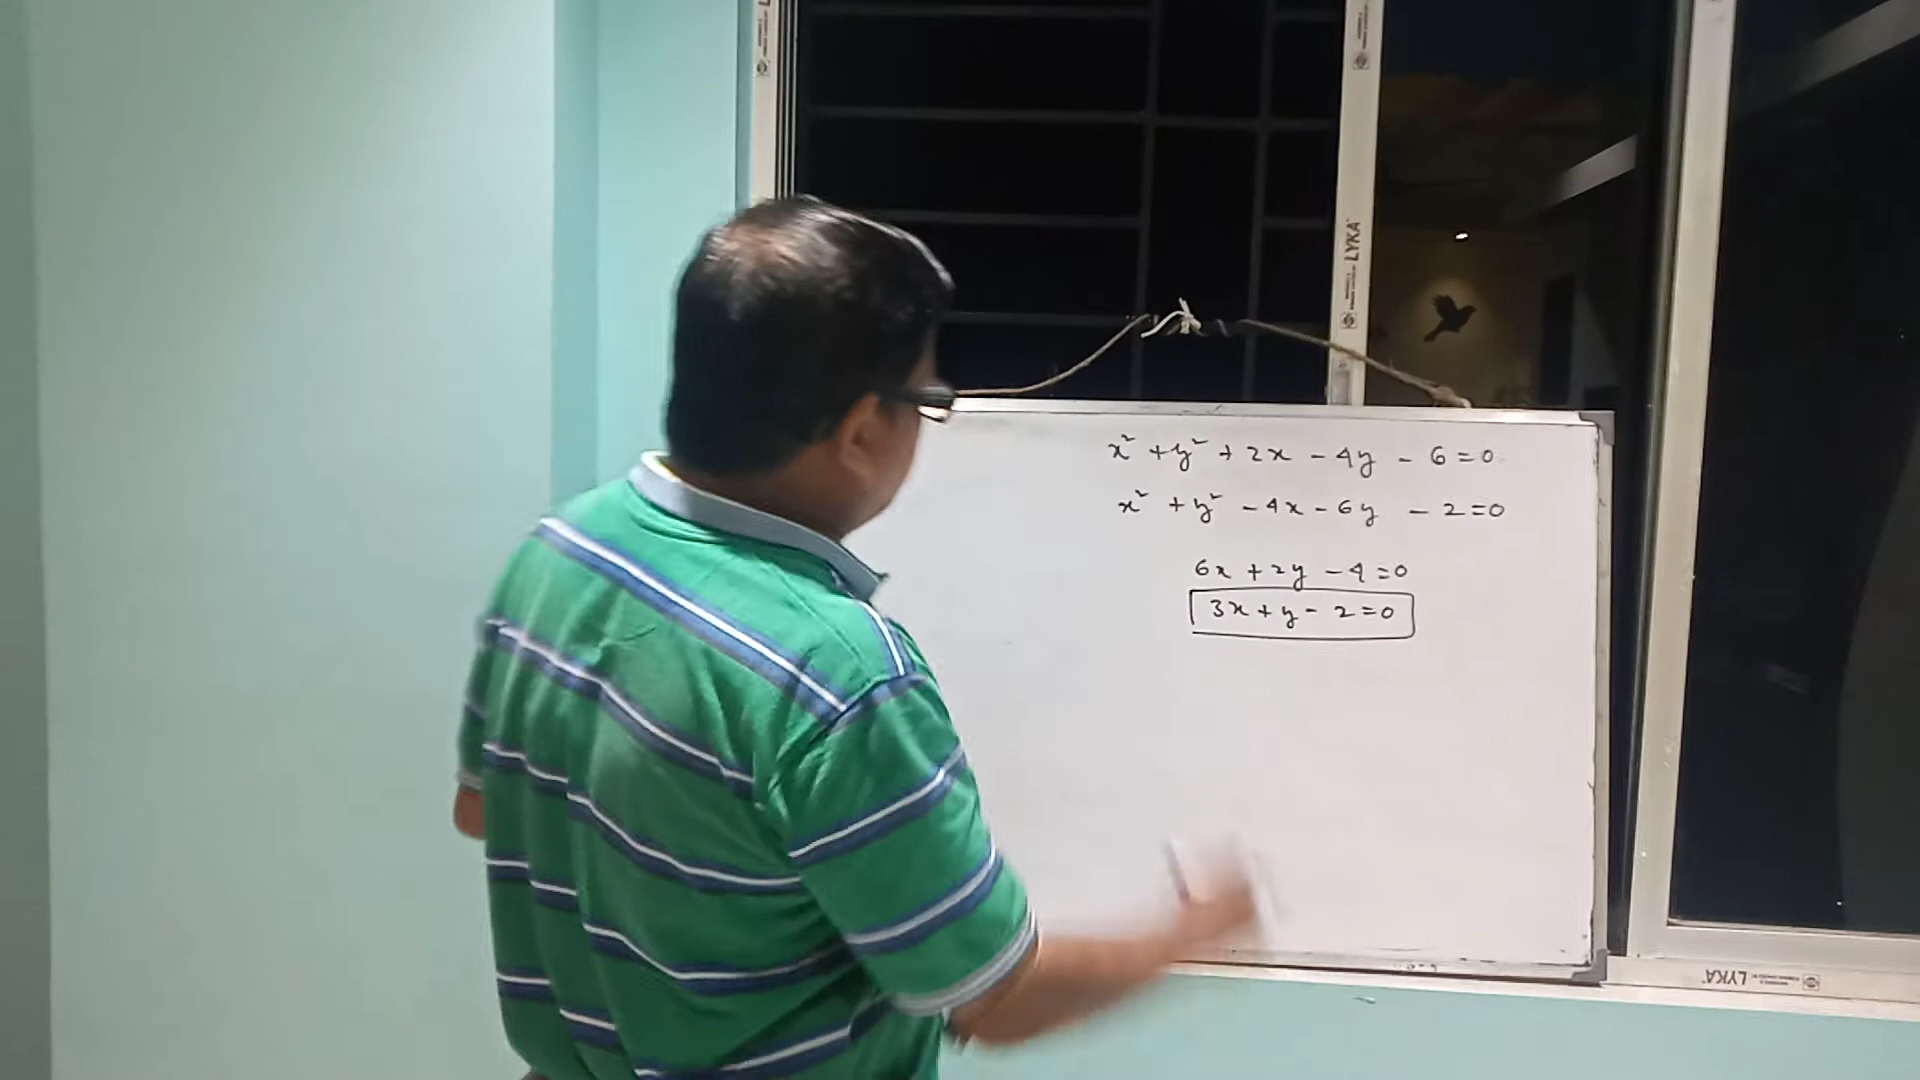 LYKA
x² + y² + 2x - 4y - 6 = 0
x² + y² - 4x - 6y - 2 = 0
6x + 2y - 4 = 0
3x + y - 2 = 0
LYKA